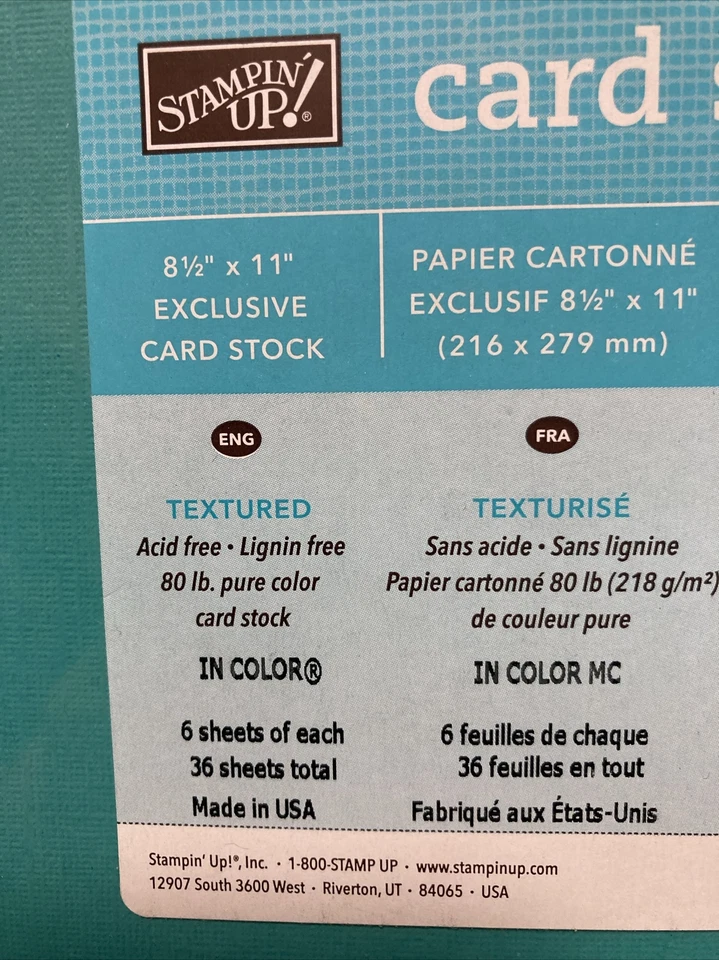 STAMPIN'
UP!®
card
8½" x 11"
EXCLUSIVE
CARD STOCK
PAPIER CARTONNÉ
EXCLUSIF 8½" x 11"
(216 x 279 mm)
ENG
TEXTURED
Acid free • Lignin free
80 lb. pure color
card stock
IN COLOR®
6 sheets of each
36 sheets total
Made in USA
FRA
TEXTURISÉ
Sans acide • Sans lignine
Papier cartonné 80 lb (218 g/m²)
de couleur pure
IN COLOR MC
6 feuilles de chaque
36 feuilles en tout
Fabriqué aux États-Unis
Stampin' Up!®, Inc. • 1-800-STAMP UP • www.stampinup.com
12907 South 3600 West • Riverton, UT • 84065 • USA